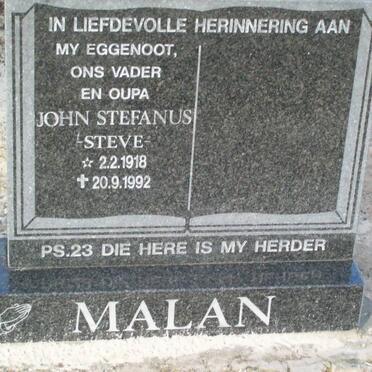 IN LIEFDEVOLLE HERINNERING AAN
MY EGGENOOT,
ONS VADER
EN OUPA
JOHN STEFANUS
-STEVE-
☆ 2.2.1918
✝ 20.9.1992
PS.23 DIE HERE IS MY HERDER
MALAN